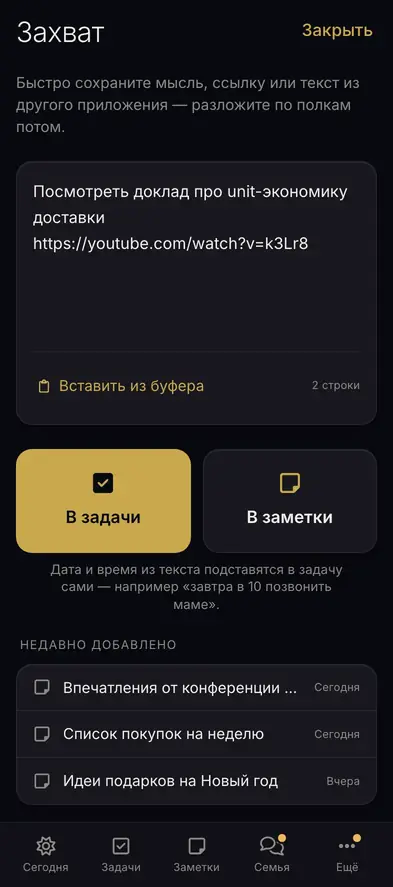 Захват
Закрыть
Быстро сохраните мысль, ссылку или текст из
другого приложения — разложите по полкам
потом.
Посмотреть доклад про unit-экономику
доставки
https://youtube.com/watch?v=k3Lr8
Вставить из буфера
2 строки
В задачи
В заметки
Дата и время из текста подставятся в задачу
сами — например «завтра в 10 позвонить
маме».
НЕДАВНО ДОБАВЛЕНО
Впечатления от конференции ...
Сегодня
Список покупок на неделю
Сегодня
Идеи подарков на Новый год
Вчера
Сегодня
Задачи
Заметки
Семья
Ещё